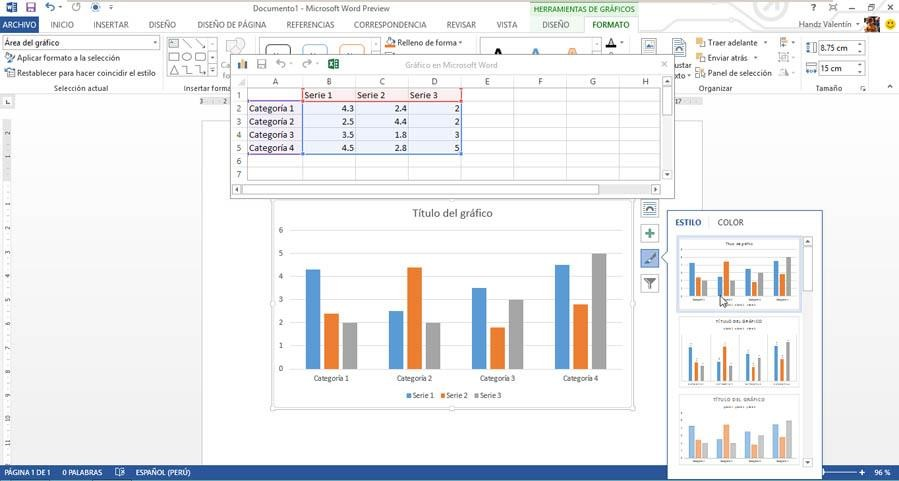 Documento1 - Microsoft Word Preview
HERRAMIENTAS DE GRÁFICOS
ARCHIVO INICIO INSERTAR DISEÑO DISEÑO DE PÁGINA REFERENCIAS CORRESPONDENCIA REVISAR VISTA DISEÑO FORMATO Handz Valentin
Área del gráfico
Aplicar formato a la selección
Restablecer para hacer coincidir el estilo
Selección actual
Insertar forma
Relleno de forma
Traer adelante
Enviar atrás
Panel de selección
Organizar
8.75 cm
15 cm
Tamaño
Gráfico en Microsoft Word
A B C D E F G H
1 Serie 1 Serie 2 Serie 3
2 Categoría 1 4.3 2.4 2
3 Categoría 2 2.5 4.4 2
4 Categoría 3 3.5 1.8 3
5 Categoría 4 4.5 2.8 5
6
7
Título del gráfico
6
5
4
3
2
1
0
Categoría 1 Categoría 2 Categoría 3 Categoría 4
Serie 1 Serie 2 Serie 3
ESTILO COLOR
Título del gráfico
TÍTULO DEL GRÁFICO
TÍTULO DEL GRÁFICO
PÁGINA 1 DE 1 0 PALABRAS ESPAÑOL (PERÚ) 96 %